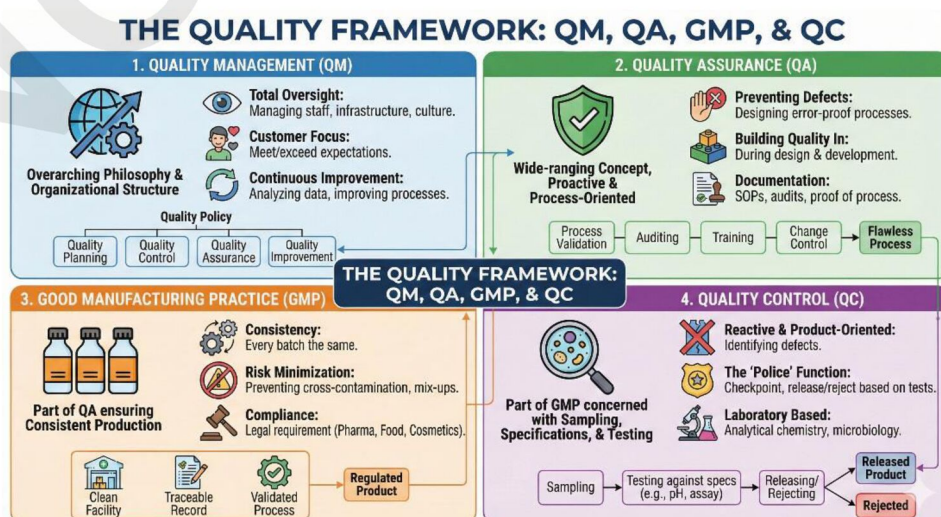 THE QUALITY FRAMEWORK: QM, QA, GMP, & QC
1. QUALITY MANAGEMENT (QM)
Overarching Philosophy &
Organizational Structure
Total Oversight:
Managing staff, infrastructure, culture.
Customer Focus:
Meet/exceed expectations.
Continuous Improvement:
Analyzing data, improving processes.
Quality Policy
Quality
Planning
Quality
Control
Quality
Assurance
Quality
Improvement
2. QUALITY ASSURANCE (QA)
Wide-ranging Concept,
Proactive &
Process-Oriented
Preventing Defects:
Designing error-proof processes.
Building Quality In:
During design & development.
Documentation:
SOPs, audits, proof of process.
Process
Validation
Auditing
Training
Change
Control
Flawless
Process
THE QUALITY FRAMEWORK:
QM, QA, GMP, & QC
3. GOOD MANUFACTURING PRACTICE (GMP)
Part of QA ensuring
Consistent Production
Consistency:
Every batch the same.
Risk Minimization:
Preventing cross-contamination, mix-ups.
Compliance:
Legal requirement (Pharma, Food, Cosmetics).
Clean
Facility
Traceable
Record
Validated
Process
Regulated
Product
4. QUALITY CONTROL (QC)
Part of GMP concerned
with Sampling,
Specifications, & Testing
Reactive & Product-Oriented:
Identifying defects.
The 'Police' Function:
Checkpoint, release/reject based on tests.
Laboratory Based:
Analytical chemistry, microbiology.
Sampling
Testing against specs
(e.g., pH, assay)
Releasing/
Rejecting
Released
Product
Rejected